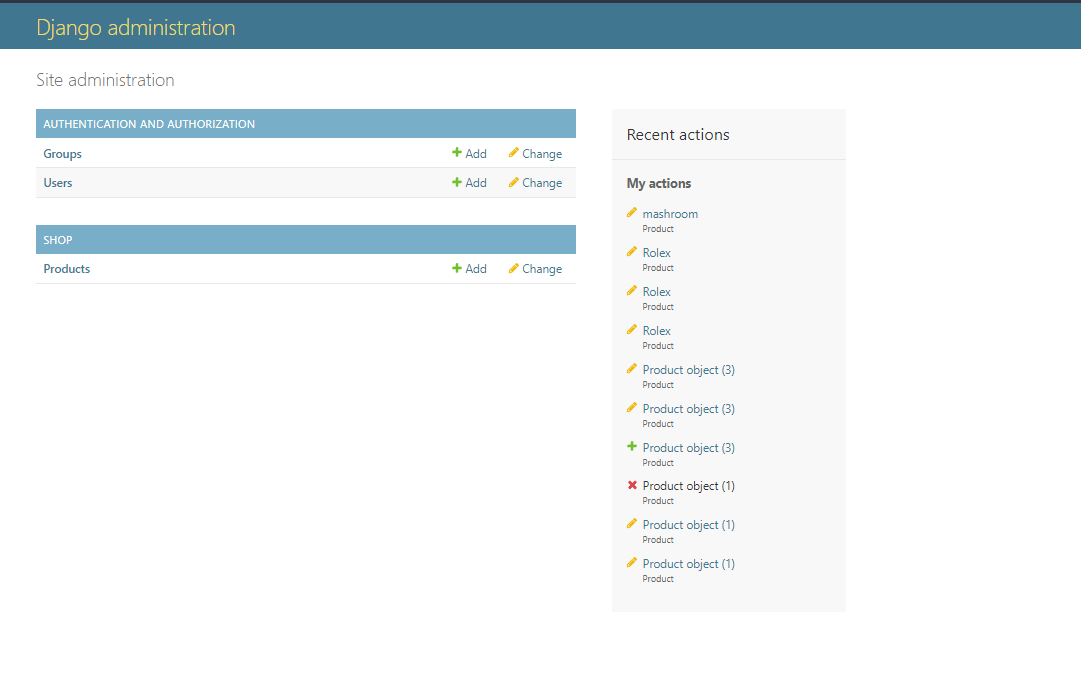 Django administration
Site administration
AUTHENTICATION AND AUTHORIZATION
Groups Add Change
Users Add Change
SHOP
Products Add Change
Recent actions
My actions
mashroom
Product
Rolex
Product
Rolex
Product
Rolex
Product
Product object (3)
Product
Product object (3)
Product
Product object (3)
Product
Product object (1)
Product
Product object (1)
Product
Product object (1)
Product